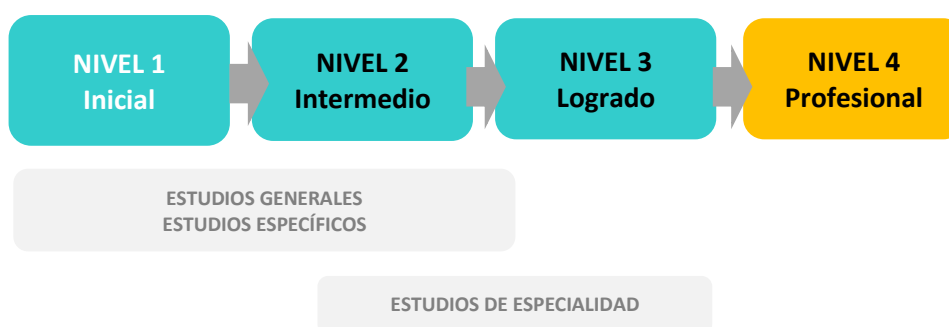 NIVEL 1
Inicial
NIVEL 2
Intermedio
NIVEL 3
Logrado
NIVEL 4
Profesional
ESTUDIOS GENERALES
ESTUDIOS ESPECÍFICOS
ESTUDIOS DE ESPECIALIDAD